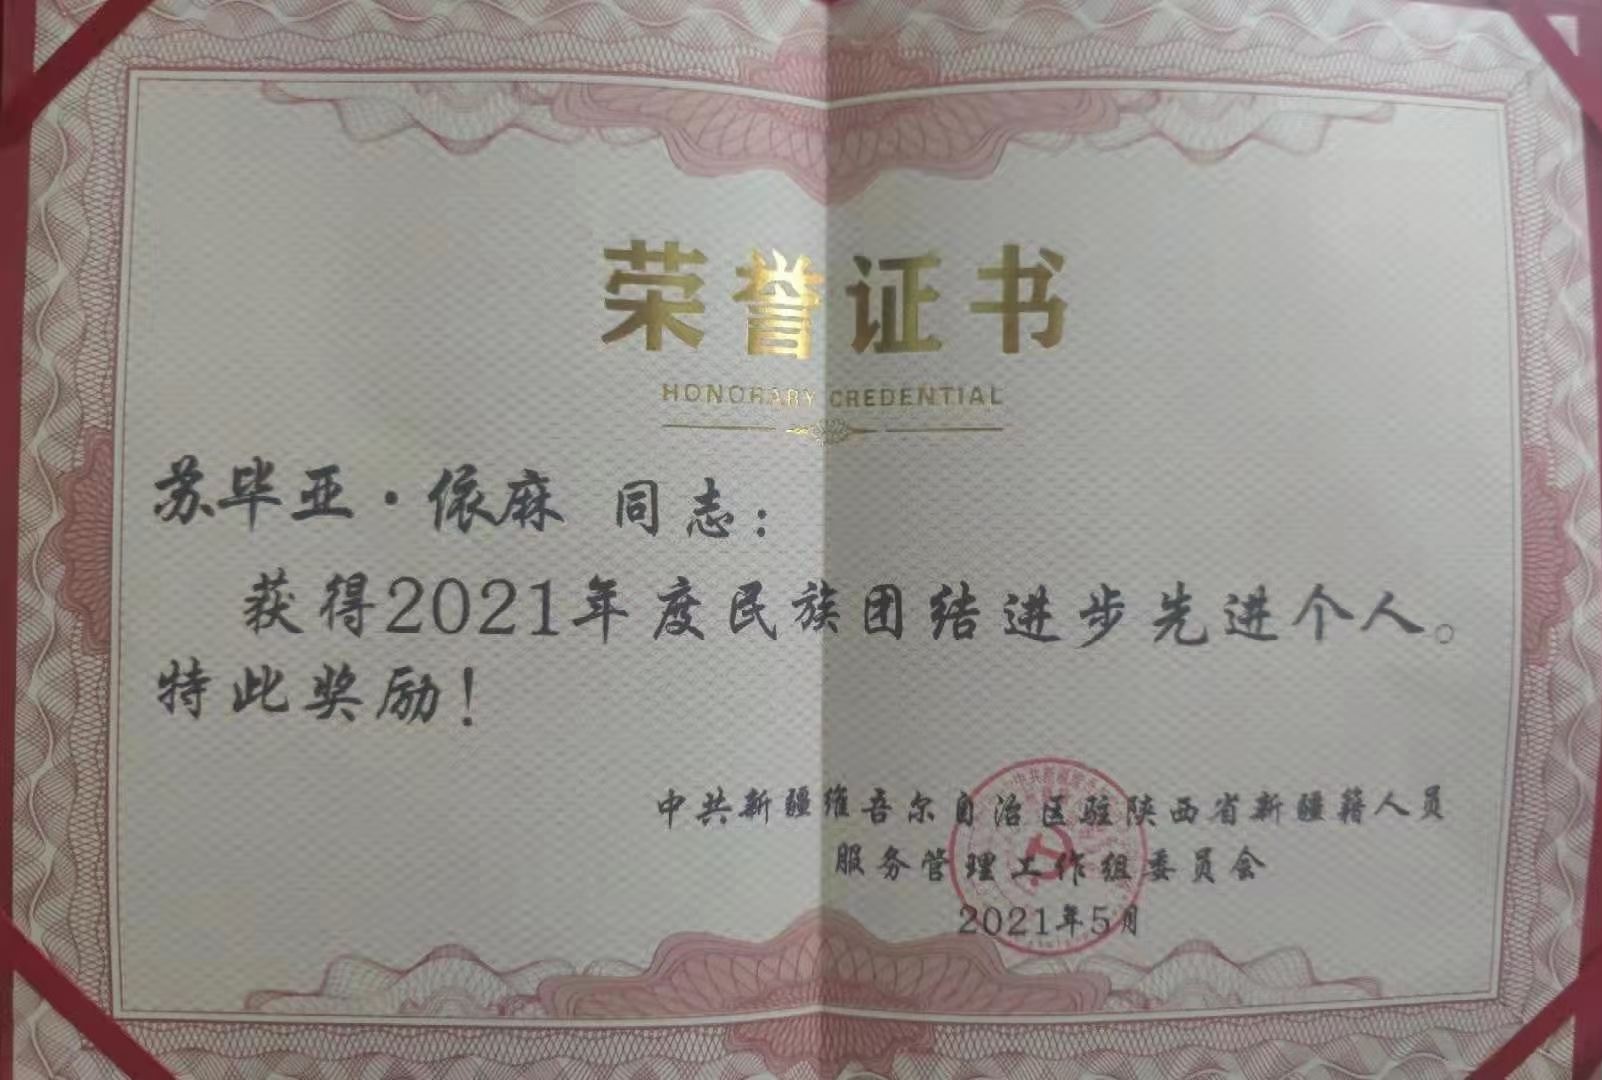 荣誉证书
HONORARY CREDENTIAL
苏毕亚·依麻 同志：
获得2021年度民族团结进步先进个人。
特此奖励！
中共新疆维吾尔自治区驻陕西省新疆籍人员
服务管理工作组委员会
2021年5月